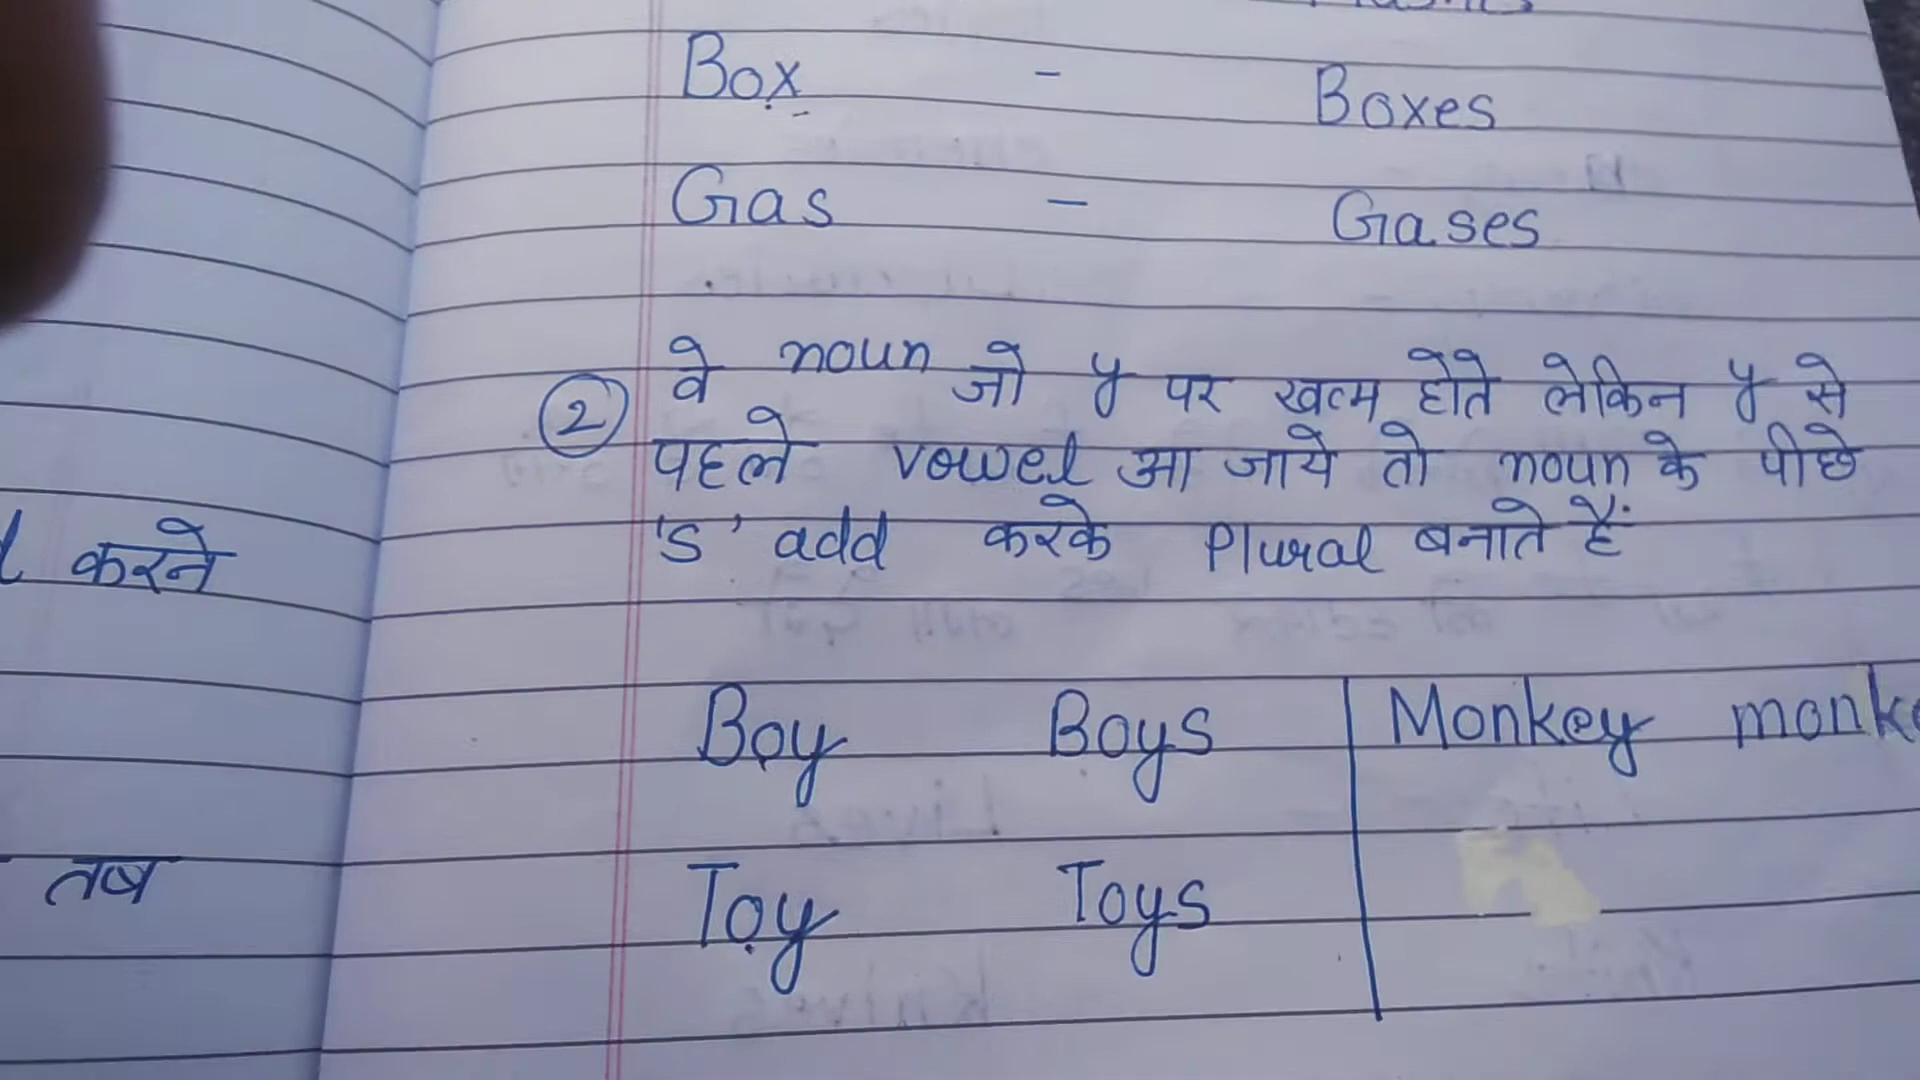 Box - Boxes
Gas - Gases
② वे noun जो y पर खत्म होते लेकिन y से
पहले vowel आ जाये तो noun के पीछे
's' add करके Plural बनाते हैं
करने
Boy Boys | Monkey monke
तब
Toy Toys